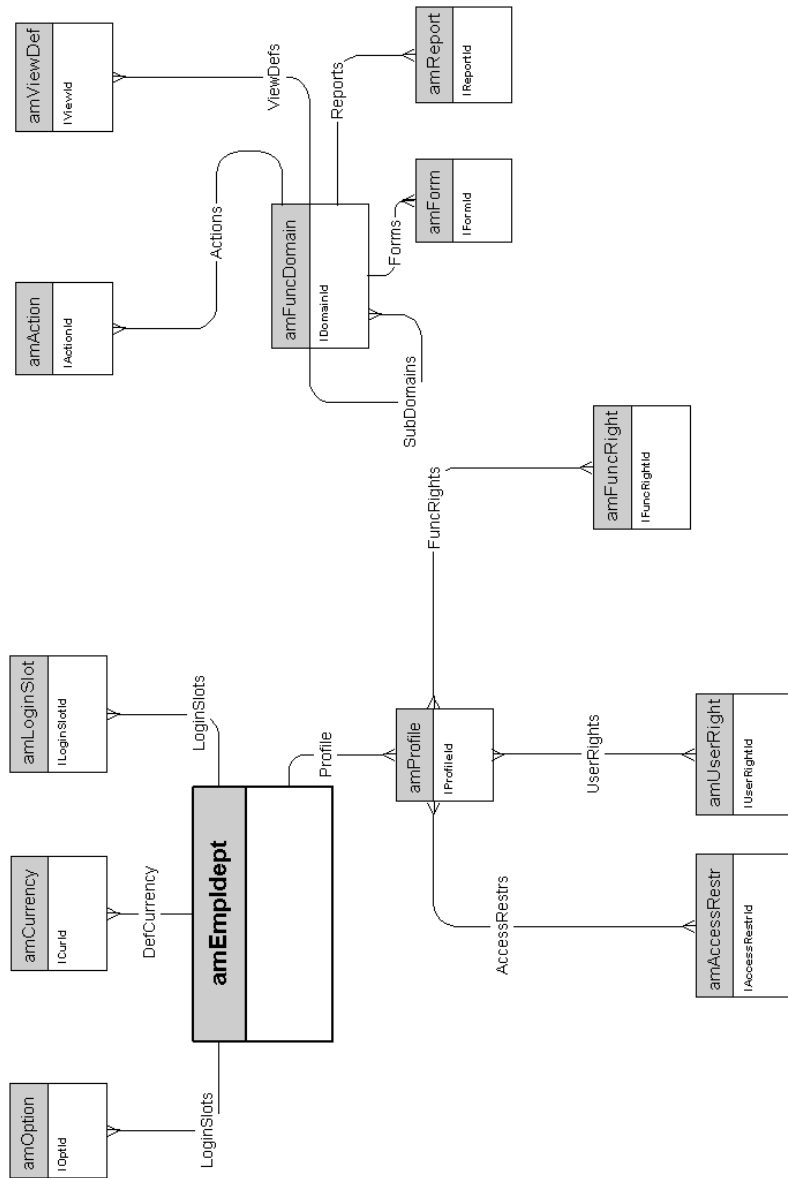 amOption
lOptId
amCurrency
lCurId
amLoginSlot
lLoginSlotId
amAction
lActionId
amViewDef
lViewId
LoginSlots
DefCurrency
LoginSlots
Actions
ViewDefs
amEmpldept
amFuncDomain
lDomainId
Profile
SubDomains
Forms
Reports
amProfile
lProfileId
FuncRights
amForm
lFormId
amReport
lReportId
AccessRestrs
UserRights
amFuncRight
lFuncRightId
amAccessRestr
lAccessRestrId
amUserRight
lUserRightId